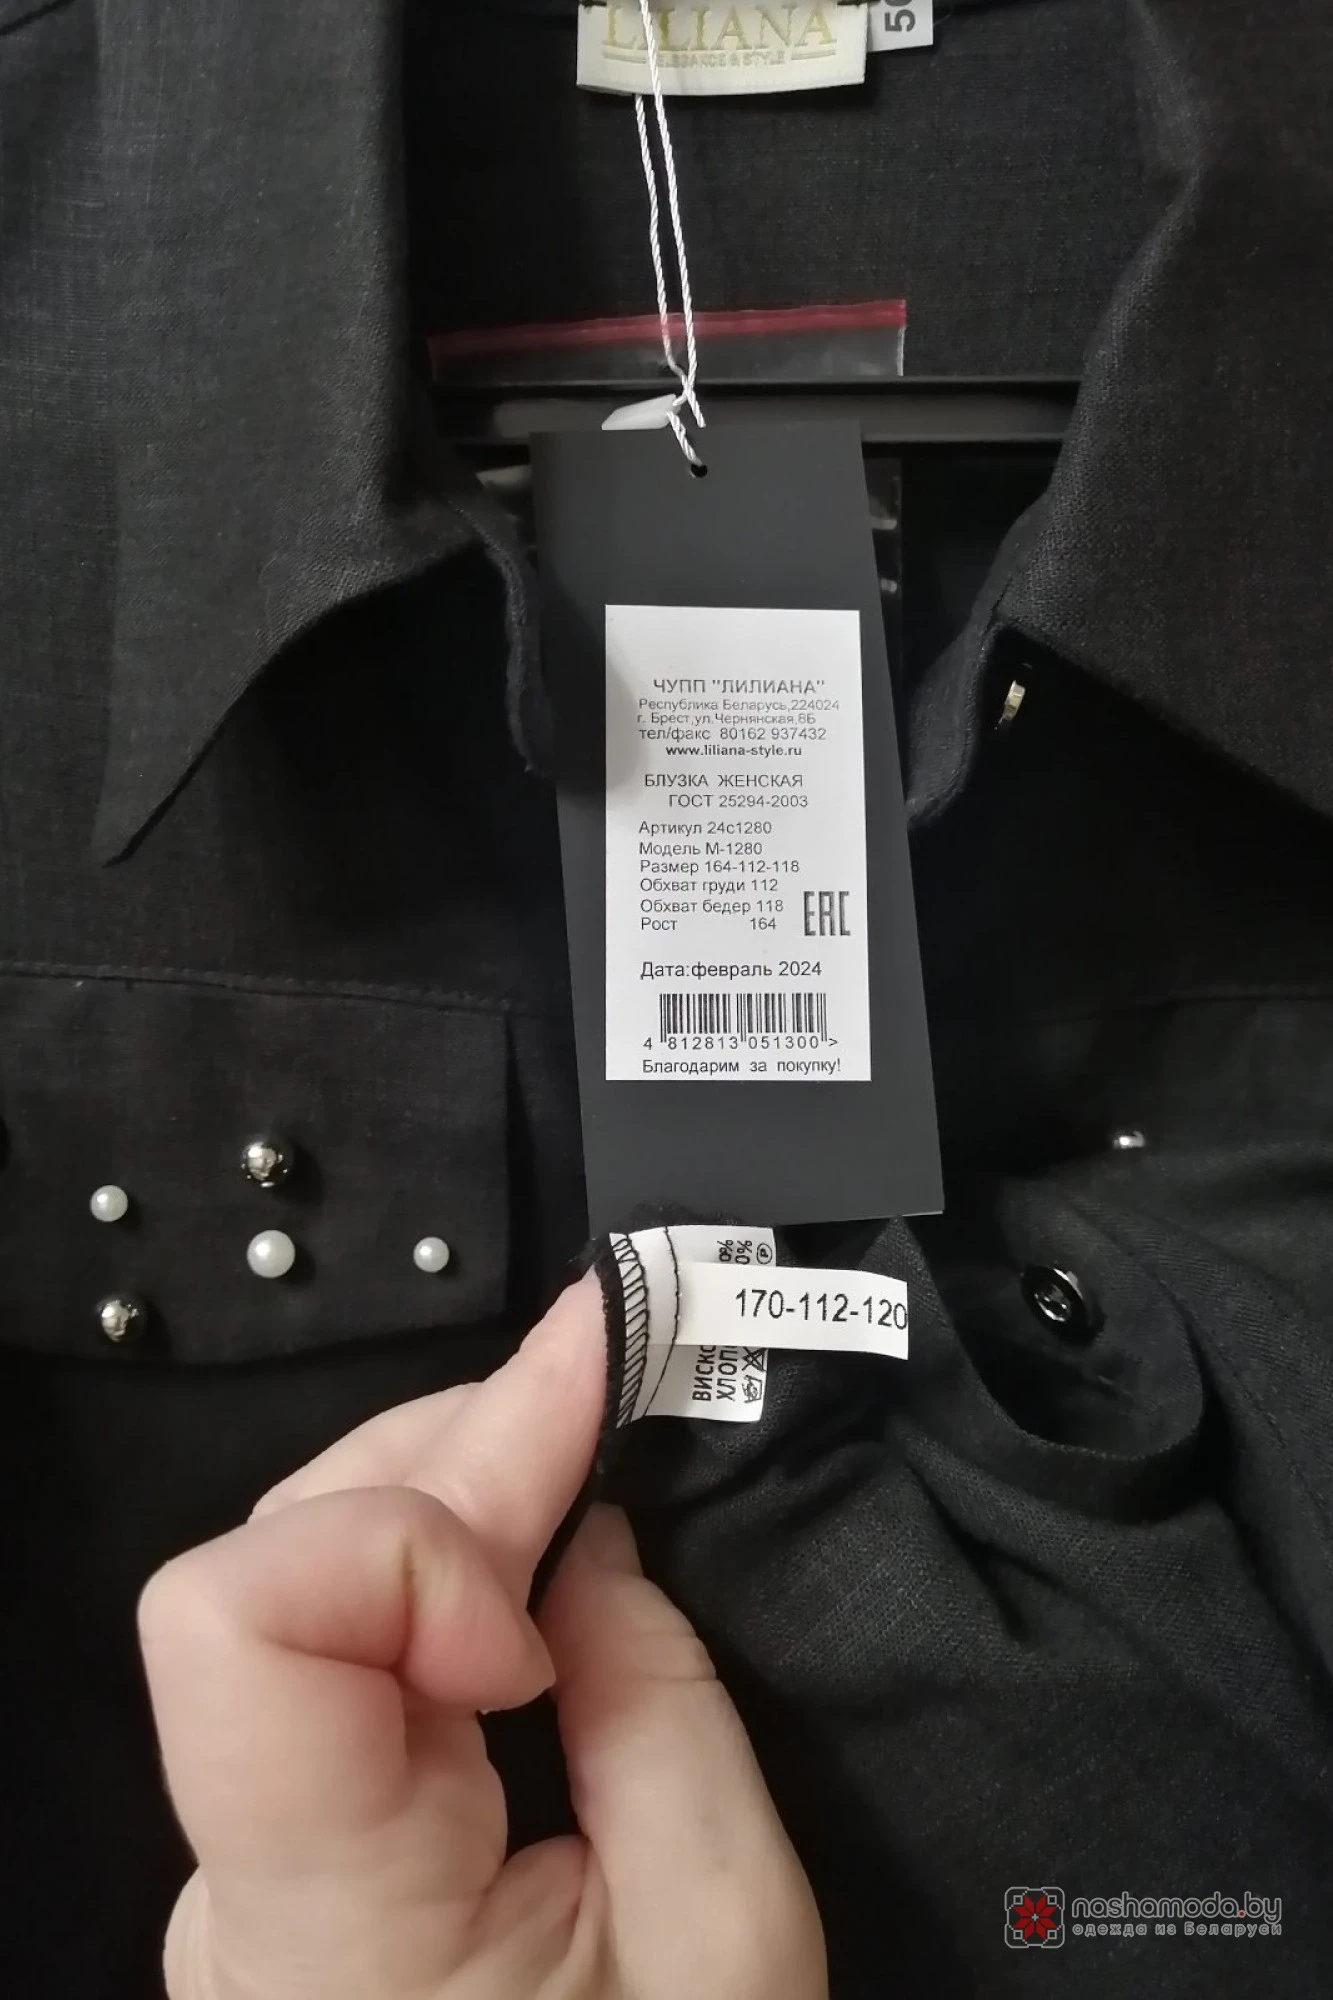 LILIANA
ELEGANCE & STYLE
ЧУПП "ЛИЛИАНА"
Республика Беларусь,224024
г. Брест,ул.Чернянская,8Б
тел/факс 80162 937432
www.liliana-style.ru
БЛУЗКА ЖЕНСКАЯ
ГОСТ 25294-2003
Артикул 24с1280
Модель М-1280
Размер 164-112-118
Обхват груди 112
Обхват бедер 118
Рост 164
EAC
Дата:февраль 2024
4 812813 051300 >
Благодарим за покупку!
170-112-120
nashamoda.by
одежда из Беларуси